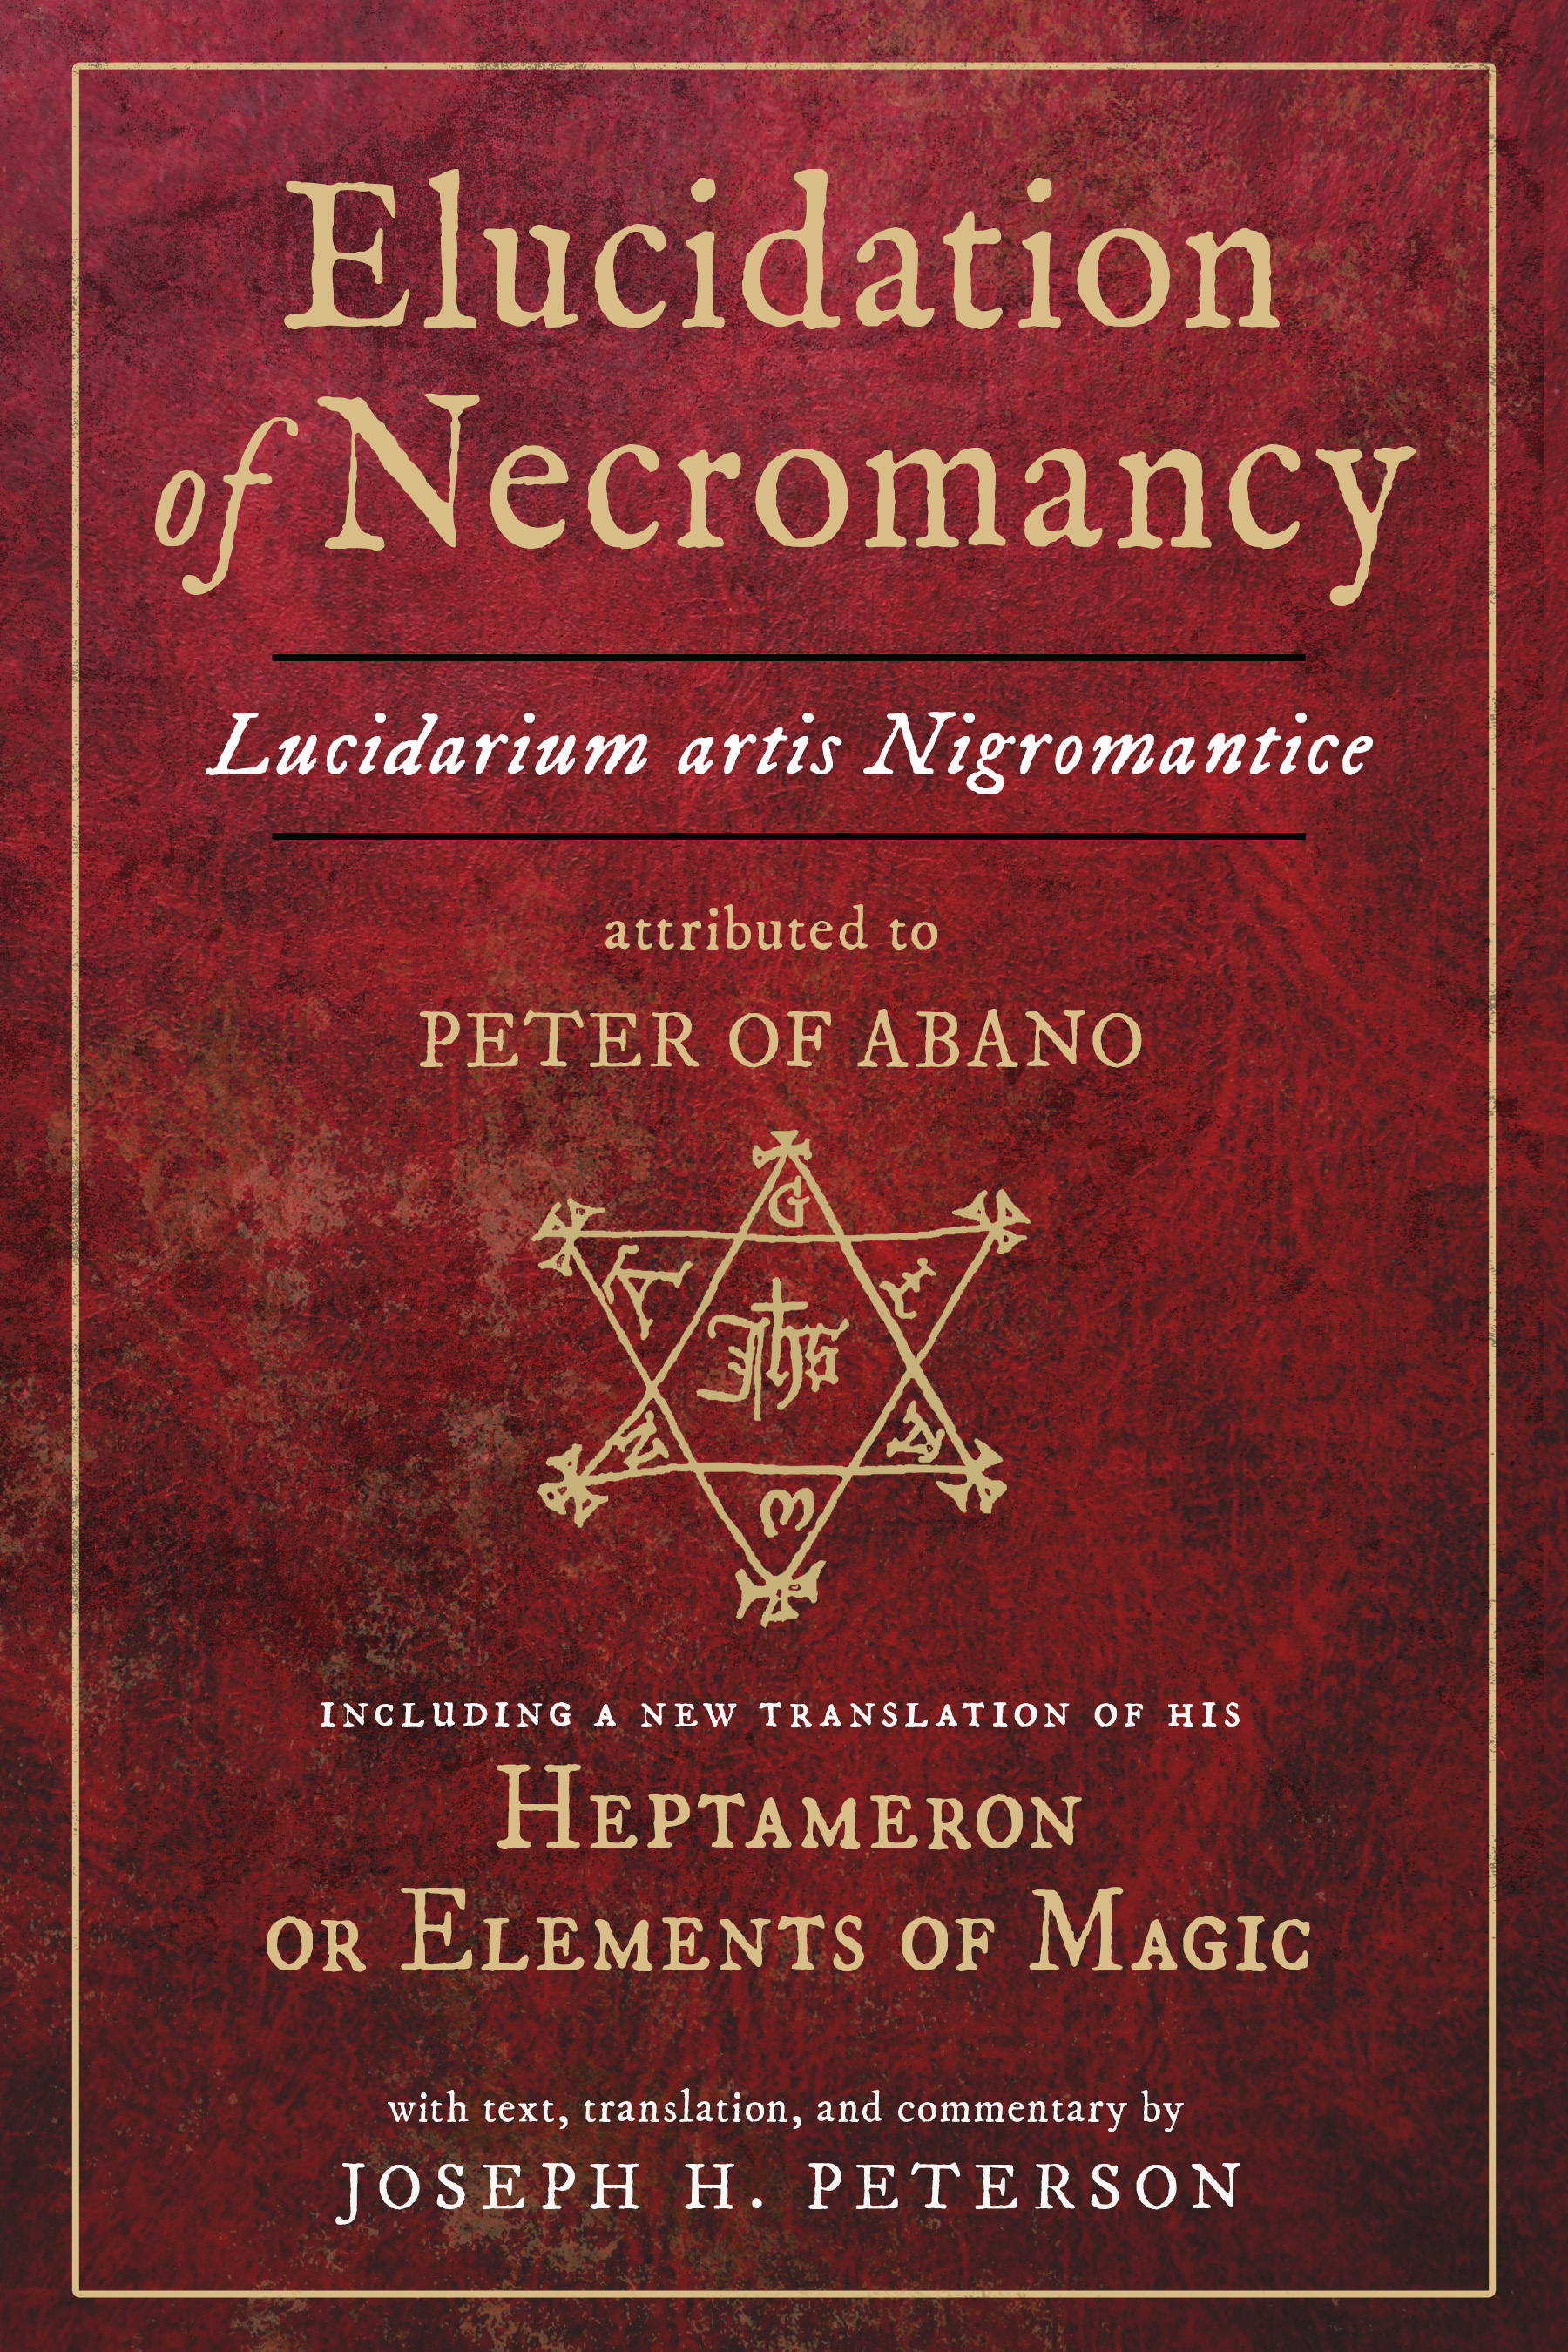 Elucidation
of Necromancy
Lucidarium artis Nigromantice
attributed to
PETER OF ABANO
G
Jhs
INCLUDING A NEW TRANSLATION OF HIS
HEPTAMERON
OR ELEMENTS OF MAGIC
with text, translation, and commentary by
JOSEPH H. PETERSON